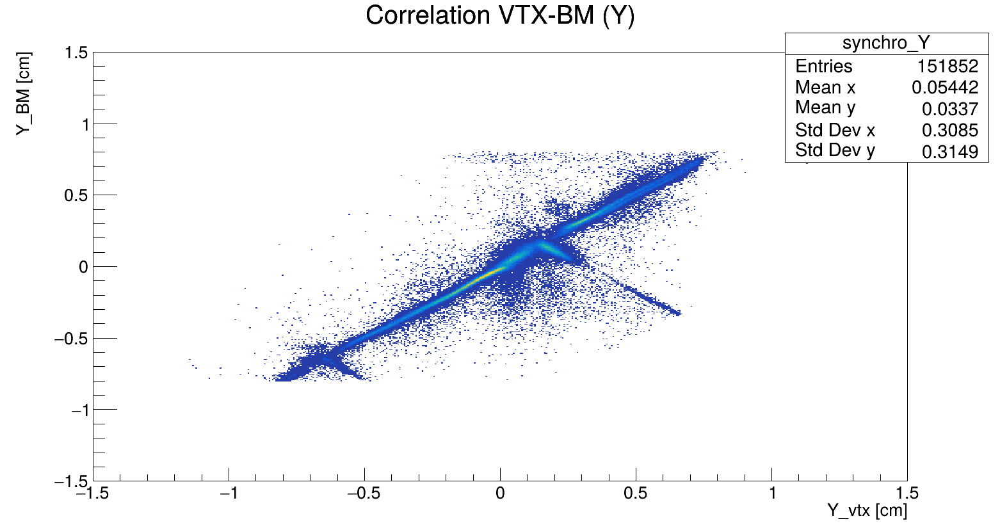 Correlation VTX-BM (Y)
synchro_Y
Entries 151852
Mean x 0.05442
Mean y 0.0337
Std Dev x 0.3085
Std Dev y 0.3149
Y_BM [cm]
1.5
1
0.5
0
−0.5
−1
−1.5
−1.5 −1 −0.5 0 0.5 1 1.5
Y_vtx [cm]